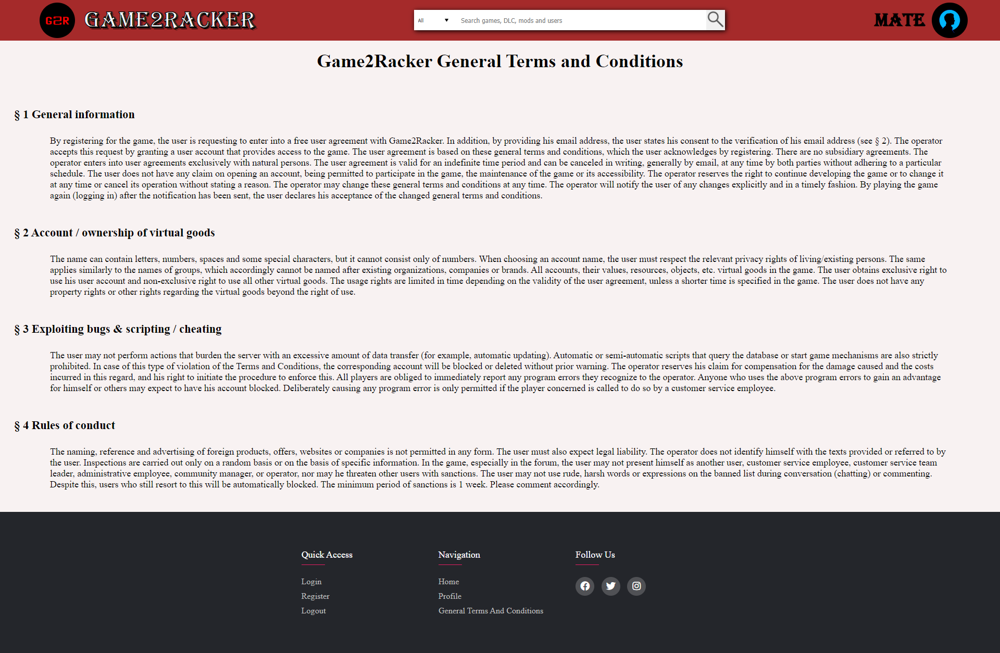 G2R GAME2RACKER All Search games, DLC, mods and users MATE
Game2Racker General Terms and Conditions
§ 1 General information
By registering for the game, the user is requesting to enter into a free user agreement with Game2Racker. In addition, by providing his email address, the user states his consent to the verification of his email address (see § 2). The operator
accepts this request by granting a user account that provides access to the game. The user agreement is based on these general terms and conditions, which the user acknowledges by registering. There are no subsidiary agreements. The
operator enters into user agreements exclusively with natural persons. The user agreement is valid for an indefinite time period and can be canceled in writing, generally by email, at any time by both parties without adhering to a particular
schedule. The user does not have any claim on opening an account, being permitted to participate in the game, the maintenance of the game or its accessibility. The operator reserves the right to continue developing the game or to change it
at any time or cancel its operation without stating a reason. The operator may change these general terms and conditions at any time. The operator will notify the user of any changes explicitly and in a timely fashion. By playing the game
again (logging in) after the notification has been sent, the user declares his acceptance of the changed general terms and conditions.
§ 2 Account / ownership of virtual goods
The name can contain letters, numbers, spaces and some special characters, but it cannot consist only of numbers. When choosing an account name, the user must respect the relevant privacy rights of living/existing persons. The same
applies similarly to the names of groups, which accordingly cannot be named after existing organizations, companies or brands. All accounts, their values, resources, objects, etc. virtual goods in the game. The user obtains exclusive right to
use his user account and non-exclusive right to use all other virtual goods. The usage rights are limited in time depending on the validity of the user agreement, unless a shorter time is specified in the game. The user does not have any
property rights or other rights regarding the virtual goods beyond the right of use.
§ 3 Exploiting bugs & scripting / cheating
The user may not perform actions that burden the server with an excessive amount of data transfer (for example, automatic updating). Automatic or semi-automatic scripts that query the database or start game mechanisms are also strictly
prohibited. In case of this type of violation of the Terms and Conditions, the corresponding account will be blocked or deleted without prior warning. The operator reserves his claim for compensation for the damage caused and the costs
incurred in this regard, and his right to initiate the procedure to enforce this. All players are obliged to immediately report any program errors they recognize to the operator. Anyone who uses the above program errors to gain an advantage
for himself or others may expect to have his account blocked. Deliberately causing any program error is only permitted if the player concerned is called to do so by a customer service employee.
§ 4 Rules of conduct
The naming, reference and advertising of foreign products, offers, websites or companies is not permitted in any form. The user must also expect legal liability. The operator does not identify himself with the texts provided or referred to by
the user. Inspections are carried out only on a random basis or on the basis of specific information. In the game, especially in the forum, the user may not present himself as another user, customer service employee, customer service team
leader, administrative employee, community manager, or operator, nor may he threaten other users with sanctions. The user may not use rude, harsh words or expressions on the banned list during conversation (chatting) or commenting.
Despite this, users who still resort to this will be automatically blocked. The minimum period of sanctions is 1 week. Please comment accordingly.
Quick Access
Login
Register
Logout
Navigation
Home
Profile
General Terms And Conditions
Follow Us